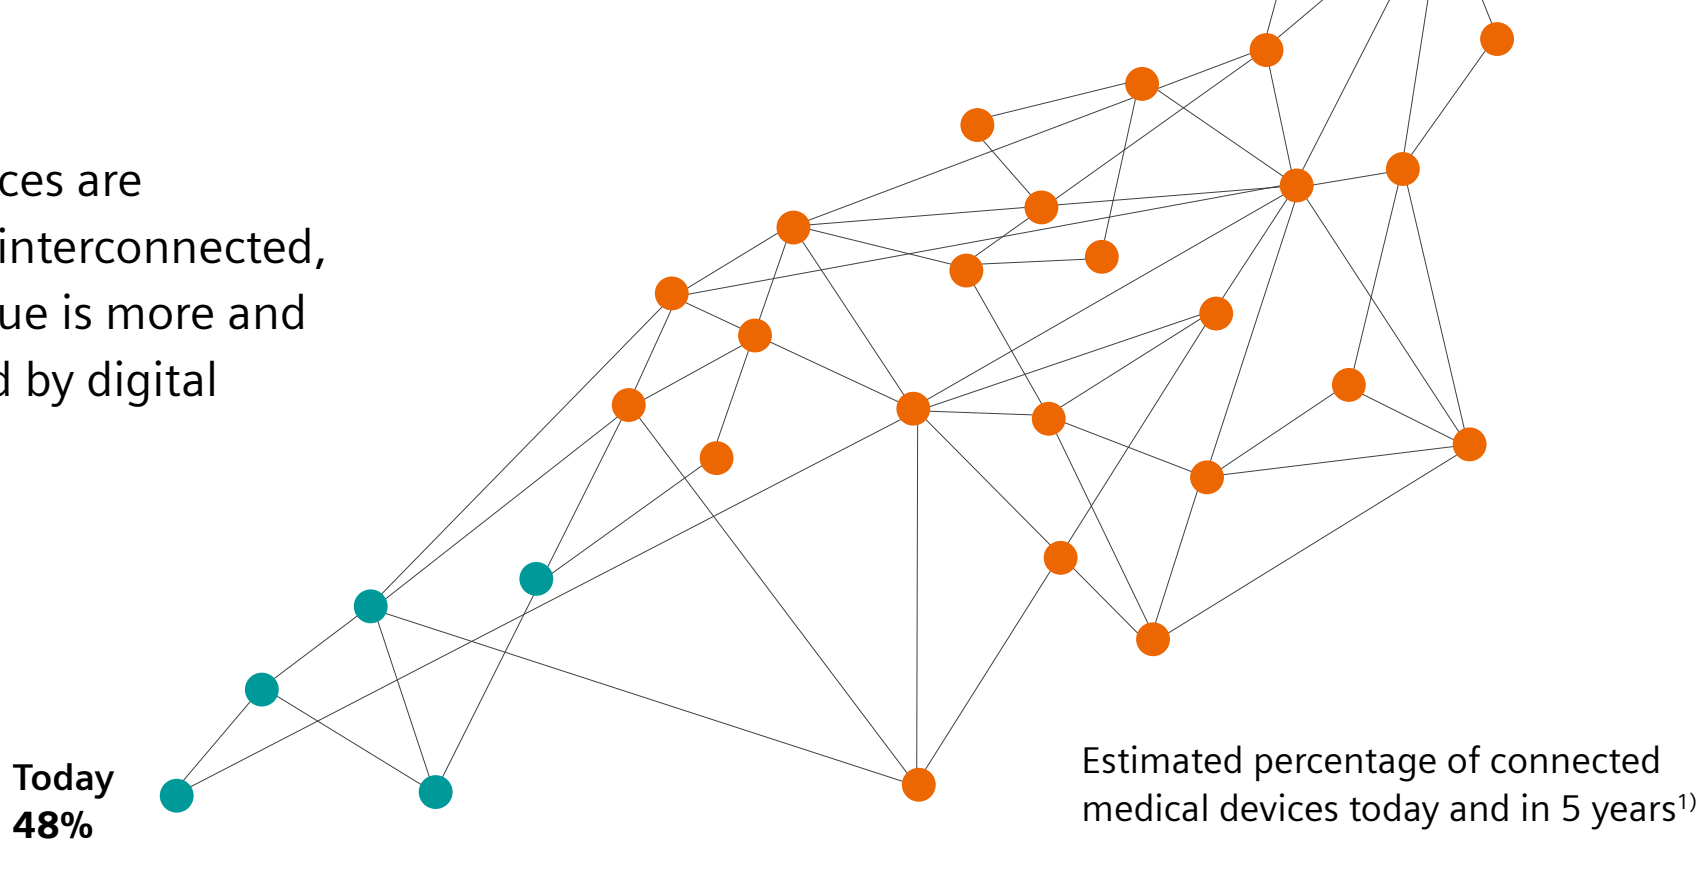 ces are
interconnected,
ue is more and
d by digital
Today
48%
Estimated percentage of connected
medical devices today and in 5 years¹⁾